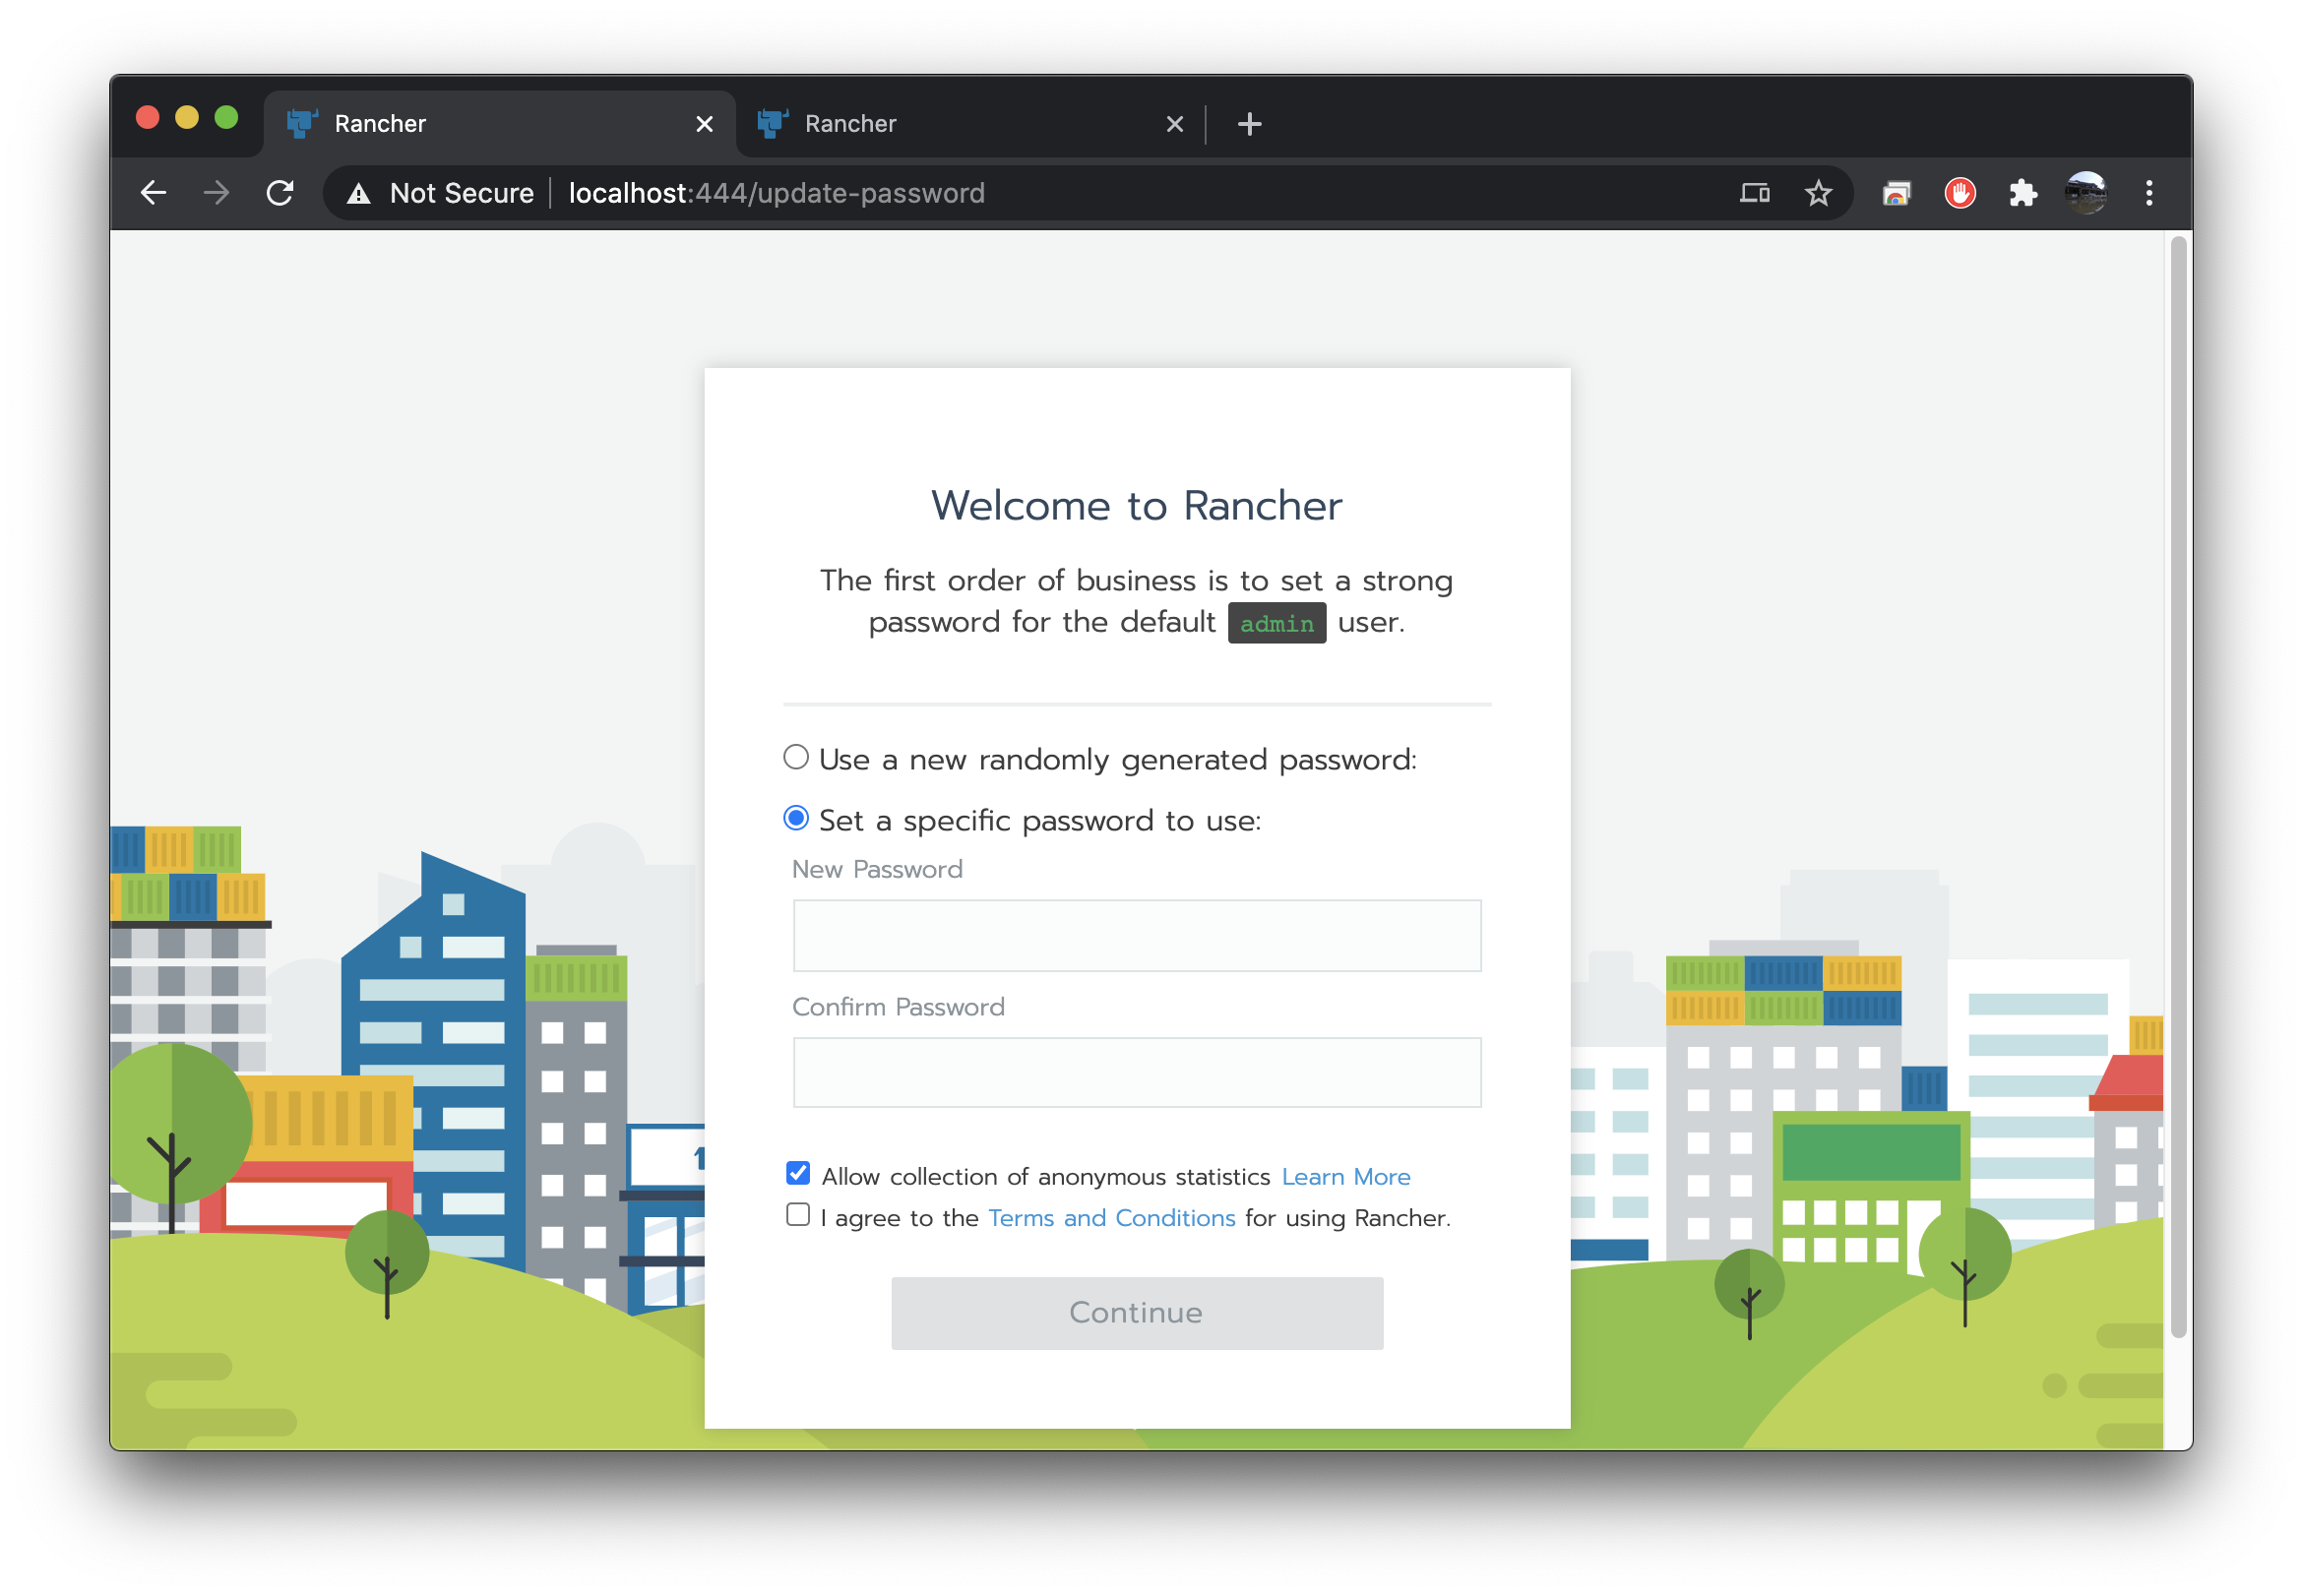 Rancher
Rancher
Not Secure localhost:444/update-password
Welcome to Rancher
The first order of business is to set a strong
password for the default admin user.
Use a new randomly generated password:
Set a specific password to use:
New Password
Confirm Password
Allow collection of anonymous statistics Learn More
I agree to the Terms and Conditions for using Rancher.
Continue